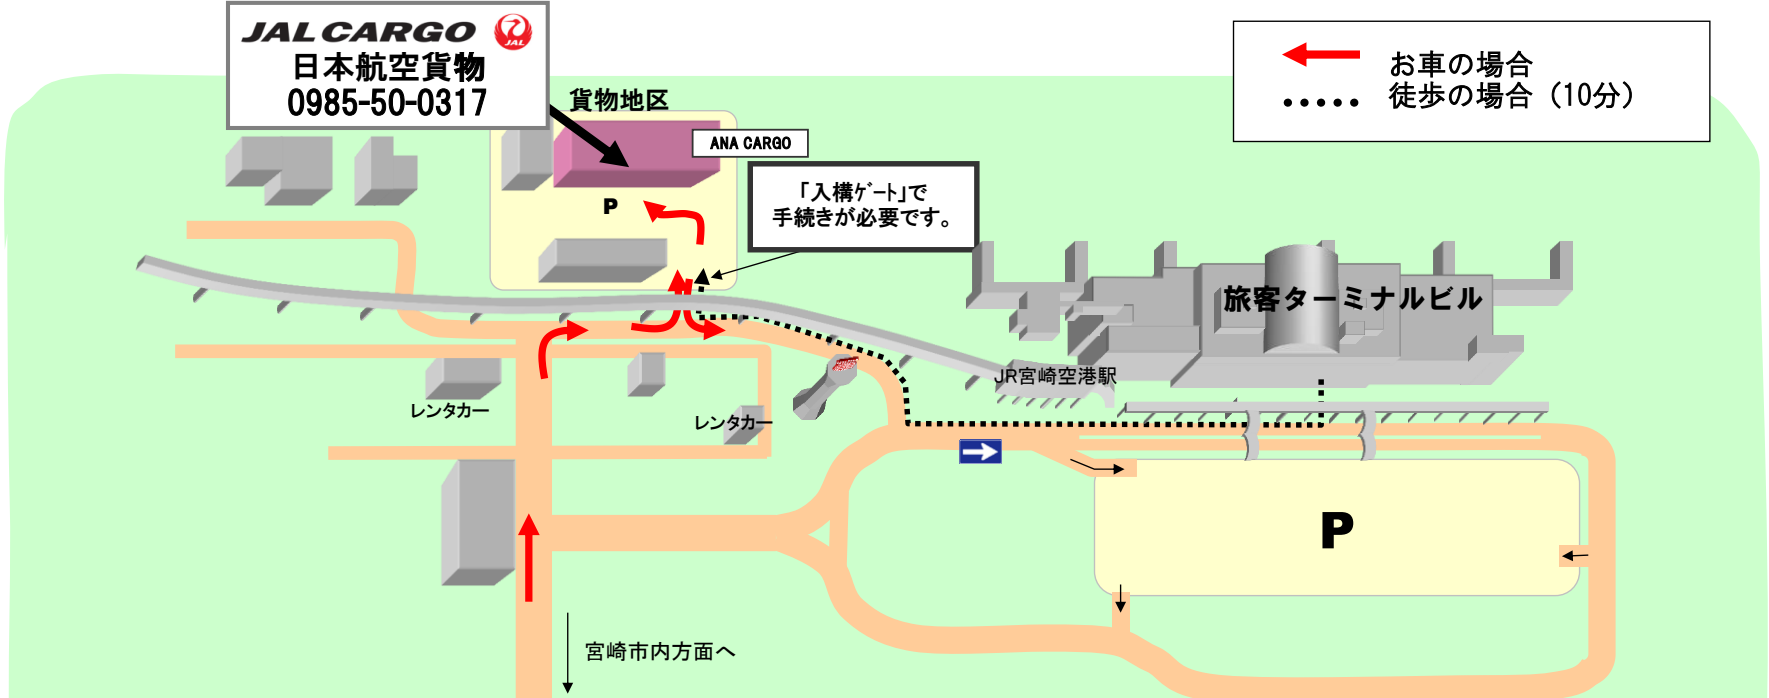 JAL CARGO
JAL
日本航空貨物
0985-50-0317
お車の場合
徒歩の場合（10分）
貨物地区
ANA CARGO
「入構ｹﾞｰﾄ」で
手続きが必要です。
P
旅客ターミナルビル
JR宮崎空港駅
レンタカー
レンタカー
P
宮崎市内方面へ